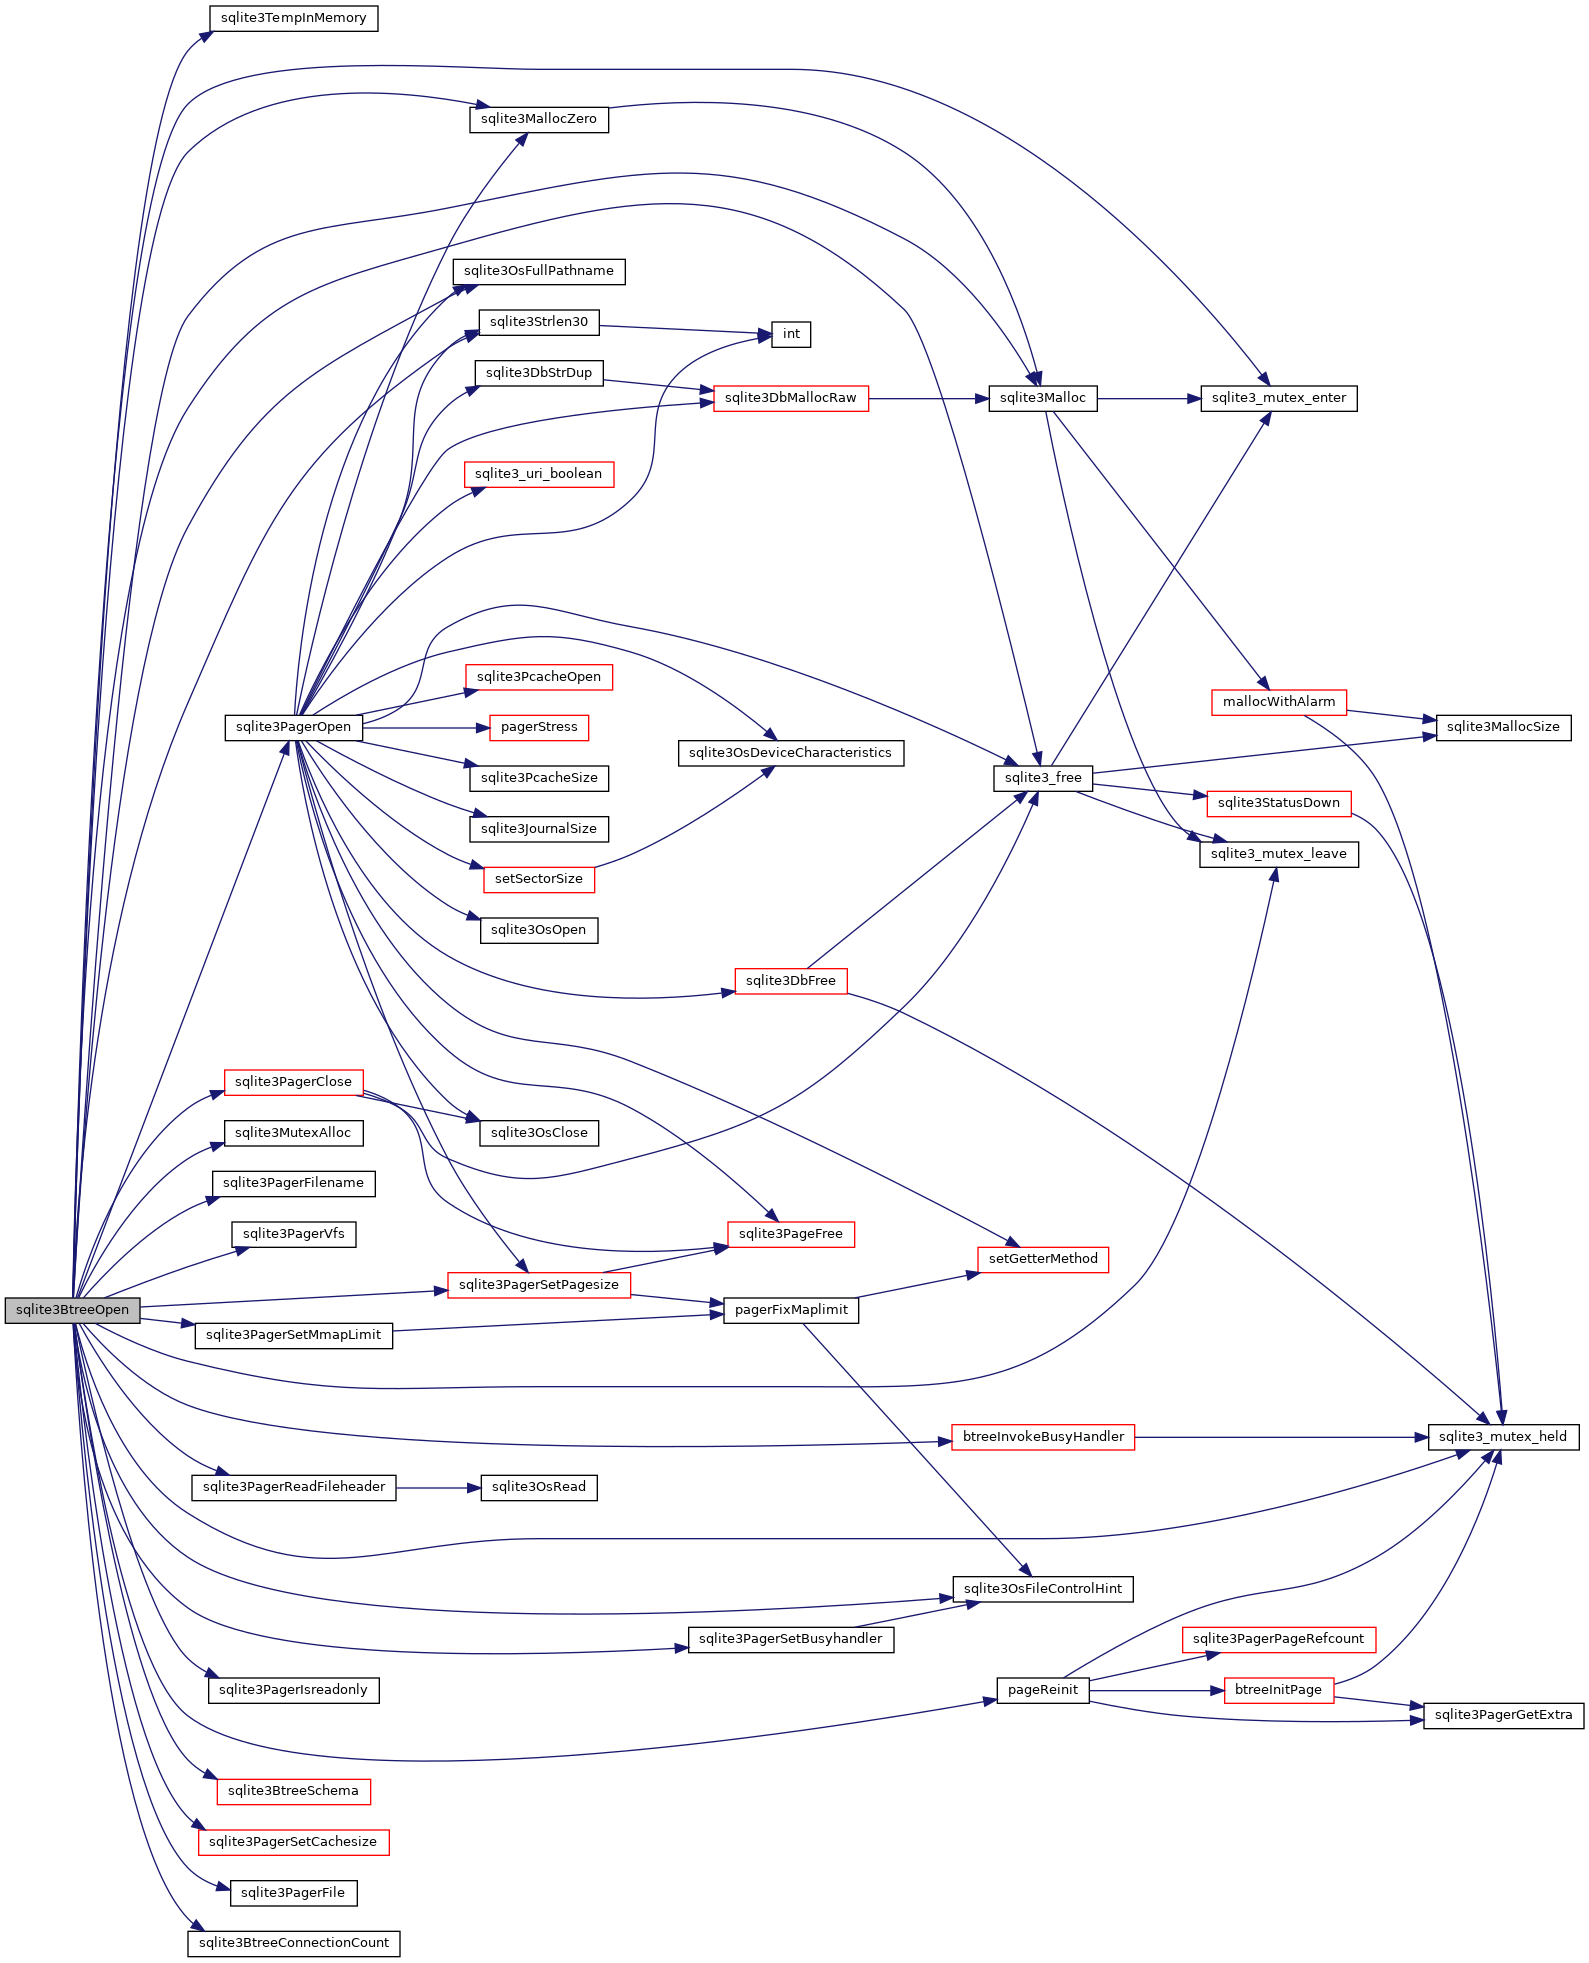 sqlite3TempInMemory
sqlite3MallocZero
sqlite3OsFullPathname
sqlite3Strlen30
int
sqlite3DbStrDup
sqlite3DbMallocRaw
sqlite3Malloc
sqlite3_mutex_enter
sqlite3_uri_boolean
sqlite3PcacheOpen
mallocWithAlarm
sqlite3PagerOpen
pagerStress
sqlite3MallocSize
sqlite3OsDeviceCharacteristics
sqlite3PcacheSize
sqlite3_free
sqlite3StatusDown
sqlite3JournalSize
sqlite3_mutex_leave
setSectorSize
sqlite3OsOpen
sqlite3DbFree
sqlite3PagerClose
sqlite3MutexAlloc
sqlite3OsClose
sqlite3PagerFilename
sqlite3PagerVfs
sqlite3PageFree
setGetterMethod
sqlite3PagerSetPagesize
sqlite3BtreeOpen
pagerFixMaplimit
sqlite3PagerSetMmapLimit
btreeInvokeBusyHandler
sqlite3_mutex_held
sqlite3PagerReadFileheader
sqlite3OsRead
sqlite3OsFileControlHint
sqlite3PagerSetBusyhandler
sqlite3PagerPageRefcount
sqlite3PagerIsreadonly
pageReinit
btreeInitPage
sqlite3PagerGetExtra
sqlite3BtreeSchema
sqlite3PagerSetCachesize
sqlite3PagerFile
sqlite3BtreeConnectionCount